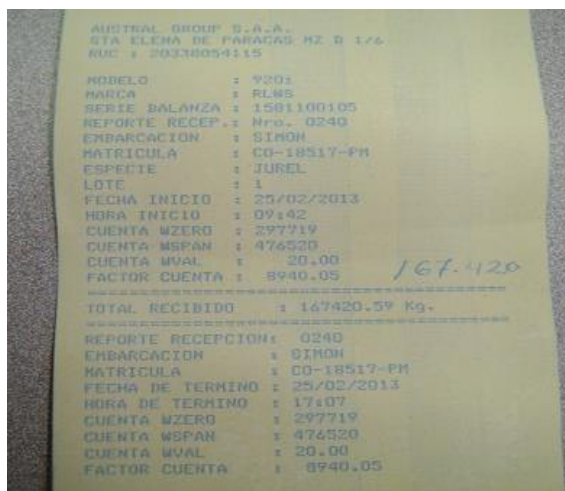 AUSTRAL GROUP S.A.A.
STA ELENA DE PARACAS MZ D 1/6
RUC : 20338054115
MODELO : 920i
MARCA : RLWS
SERIE BALANZA : 1581100105
REPORTE RECEP.: Nro. 0240
EMBARCACION : SIMON
MATRICULA : CO-18517-PM
ESPECIE : JUREL
LOTE : 1
FECHA INICIO : 25/02/2013
HORA INICIO : 09:42
CUENTA WZERO : 297719
CUENTA WSPAN : 476520
CUENTA WVAL : 20.00
FACTOR CUENTA : 8940.05
167.420
TOTAL RECIBIDO : 167420.59 Kg.
REPORTE RECEPCION: 0240
EMBARCACION : SIMON
MATRICULA : CO-18517-PM
FECHA DE TERMINO : 25/02/2013
HORA DE TERMINO : 17:07
CUENTA WZERO : 297719
CUENTA WSPAN : 476520
CUENTA WVAL : 20.00
FACTOR CUENTA : 8940.05